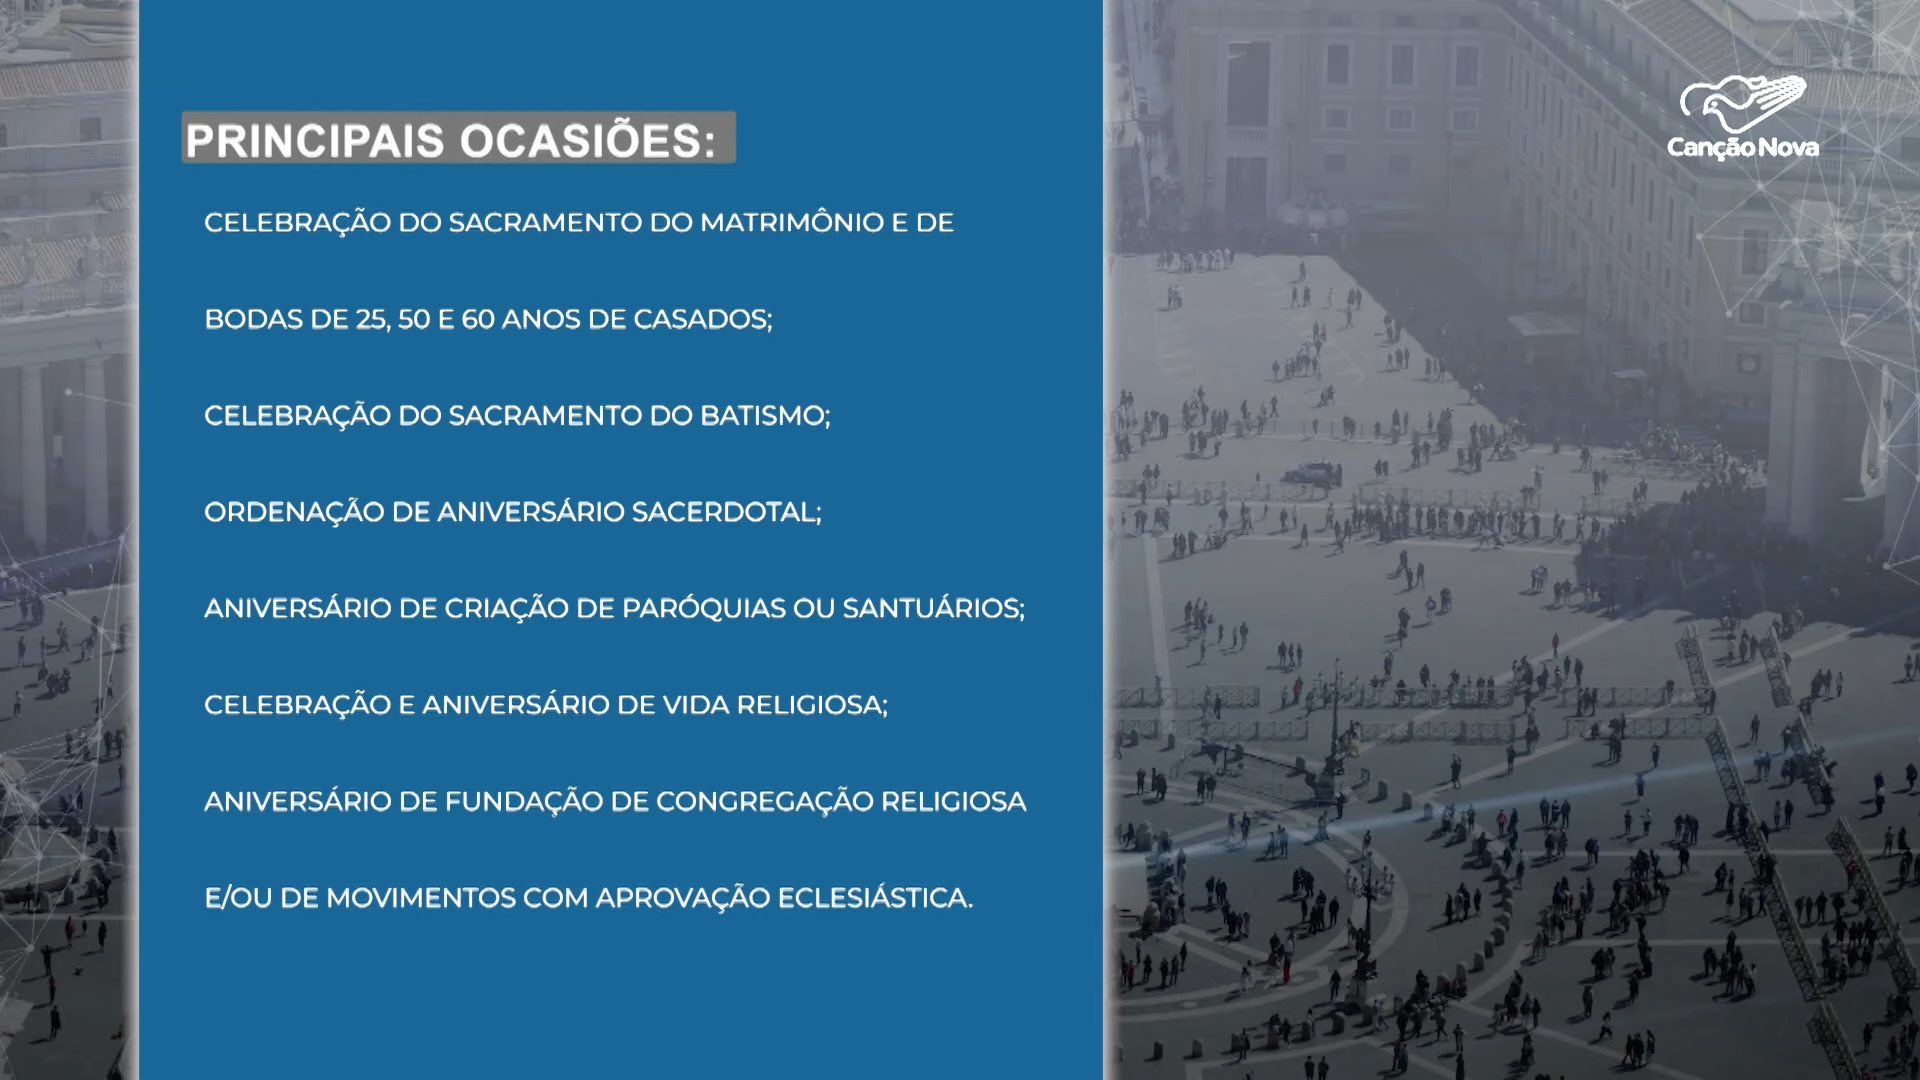 PRINCIPAIS OCASIÕES:
Canção Nova
CELEBRAÇÃO DO SACRAMENTO DO MATRIMÔNIO E DE
BODAS DE 25, 50 E 60 ANOS DE CASADOS;
CELEBRAÇÃO DO SACRAMENTO DO BATISMO;
ORDENAÇÃO DE ANIVERSÁRIO SACERDOTAL;
ANIVERSÁRIO DE CRIAÇÃO DE PARÓQUIAS OU SANTUÁRIOS;
CELEBRAÇÃO E ANIVERSÁRIO DE VIDA RELIGIOSA;
ANIVERSÁRIO DE FUNDAÇÃO DE CONGREGAÇÃO RELIGIOSA
E/OU DE MOVIMENTOS COM APROVAÇÃO ECLESIÁSTICA.